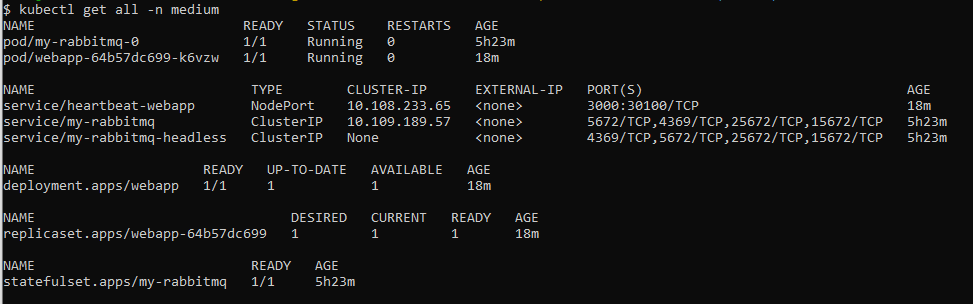 $ kubectl get all -n medium
NAME READY STATUS RESTARTS AGE
pod/my-rabbitmq-0 1/1 Running 0 5h23m
pod/webapp-64b57dc699-k6vzw 1/1 Running 0 18m
NAME TYPE CLUSTER-IP EXTERNAL-IP PORT(S) AGE
service/heartbeat-webapp NodePort 10.108.233.65 <none> 3000:30100/TCP 18m
service/my-rabbitmq ClusterIP 10.109.189.57 <none> 5672/TCP,4369/TCP,25672/TCP,15672/TCP 5h23m
service/my-rabbitmq-headless ClusterIP None <none> 4369/TCP,5672/TCP,25672/TCP,15672/TCP 5h23m
NAME READY UP-TO-DATE AVAILABLE AGE
deployment.apps/webapp 1/1 1 1 18m
NAME DESIRED CURRENT READY AGE
replicaset.apps/webapp-64b57dc699 1 1 1 18m
NAME READY AGE
statefulset.apps/my-rabbitmq 1/1 5h23m